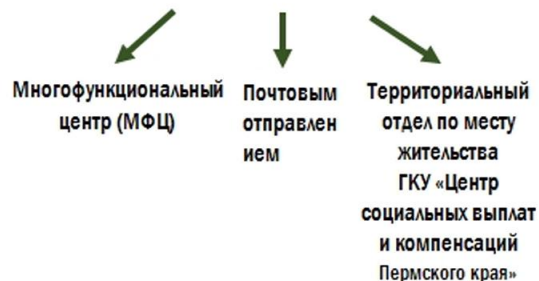 Многофункциональный
центр (МФЦ)
Почтовым
отправлен
ием
Территориальный
отдел по месту
жительства
ГКУ «Центр
социальных выплат
и компенсаций
Пермского края»